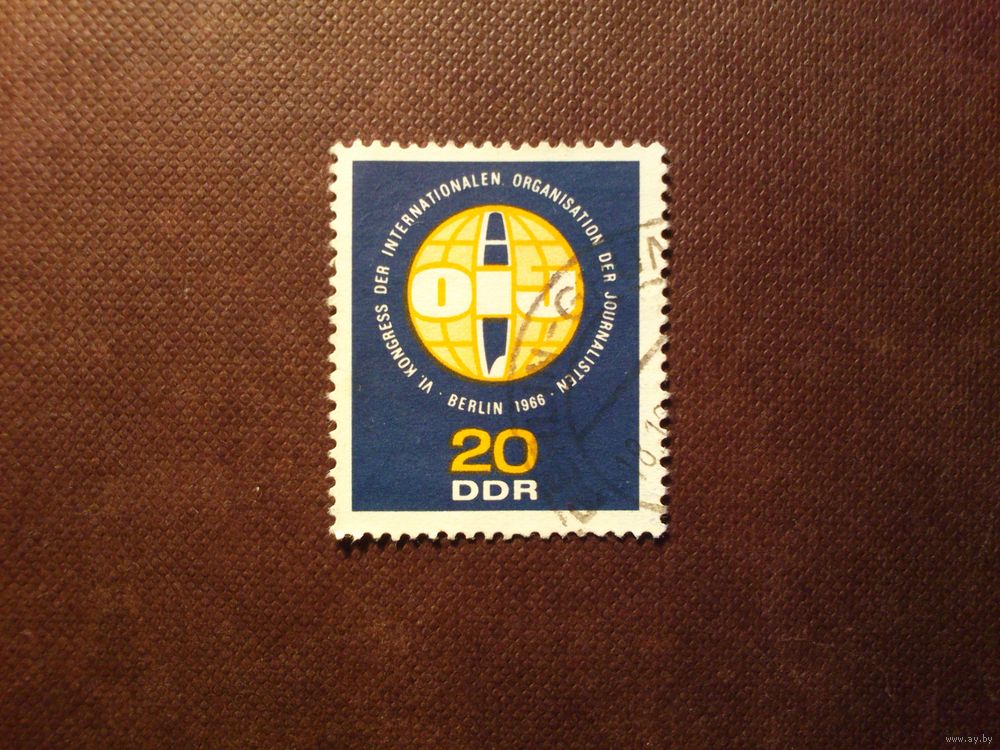 VI. KONGRESS DER INTERNATIONALEN ORGANISATION DER JOURNALISTEN
· BERLIN 1966 ·
OIJ
20
DDR
www.ay.by